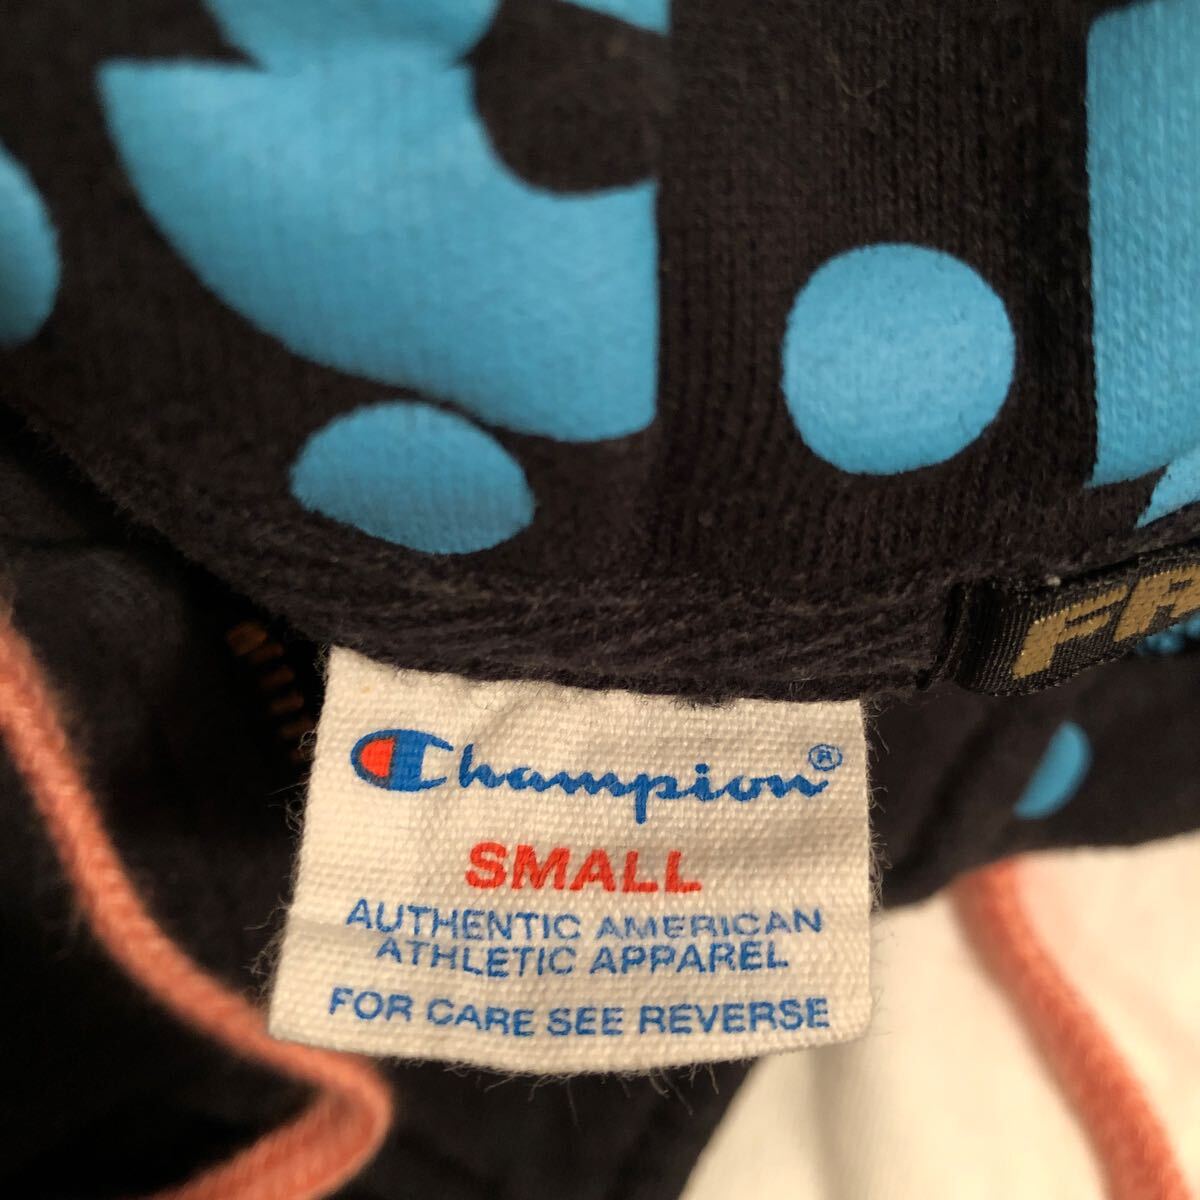 Champion®
SMALL
AUTHENTIC AMERICAN
ATHLETIC APPAREL
FOR CARE SEE REVERSE